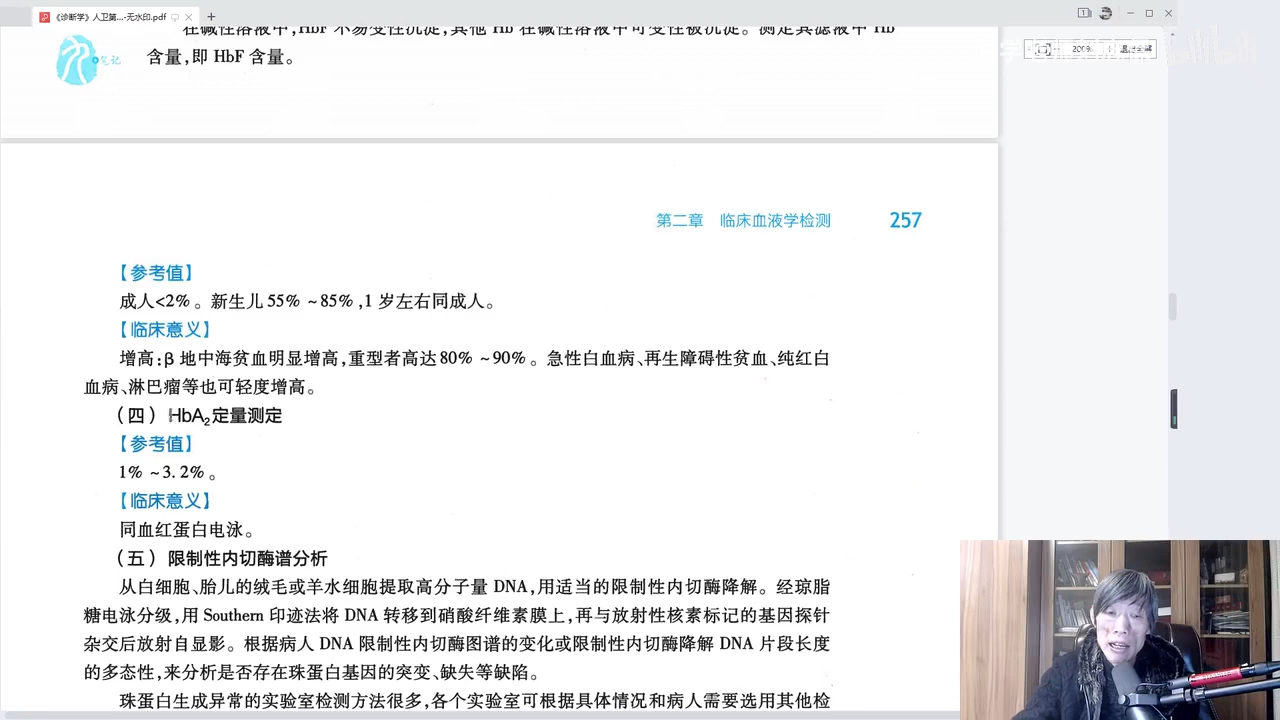 《诊断学》人卫第...-无水印.pdf
在碱性溶液中,HbF 不易变性沉淀,其他 Hb 在碱性溶液中可变性被沉淀。测定其滤液中 Hb
含量,即 HbF 含量。
笔记
200%
第二章 临床血液学检测 257
【参考值】
成人<2%。新生儿 55%~85%,1 岁左右同成人。
【临床意义】
增高:β 地中海贫血明显增高,重型者高达 80%~90%。急性白血病、再生障碍性贫血、纯红白
血病、淋巴瘤等也可轻度增高。
(四) HbA2定量测定
【参考值】
1%~3.2%。
【临床意义】
同血红蛋白电泳。
(五) 限制性内切酶谱分析
从白细胞、胎儿的绒毛或羊水细胞提取高分子量 DNA,用适当的限制性内切酶降解。经琼脂
糖电泳分级,用 Southern 印迹法将 DNA 转移到硝酸纤维素膜上,再与放射性核素标记的基因探针
杂交后放射自显影。根据病人 DNA 限制性内切酶图谱的变化或限制性内切酶降解 DNA 片段长度
的多态性,来分析是否存在珠蛋白基因的突变、缺失等缺陷。
珠蛋白生成异常的实验室检测方法很多,各个实验室可根据具体情况和病人需要选用其他检